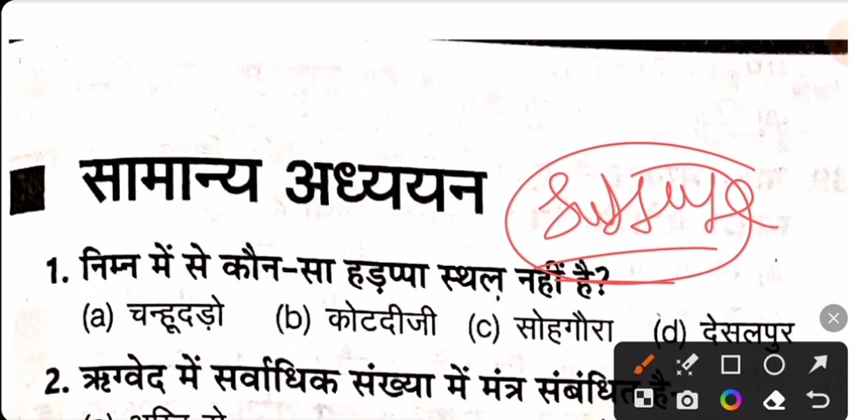 सामान्य अध्ययन
1. निम्न में से कौन-सा हड़प्पा स्थल नहीं है?
(a) चन्हूदड़ो (b) कोटदीजी (c) सोहगौरा (d) देसलपुर
2. ऋग्वेद में सर्वाधिक संख्या में मंत्र संबंधित है-